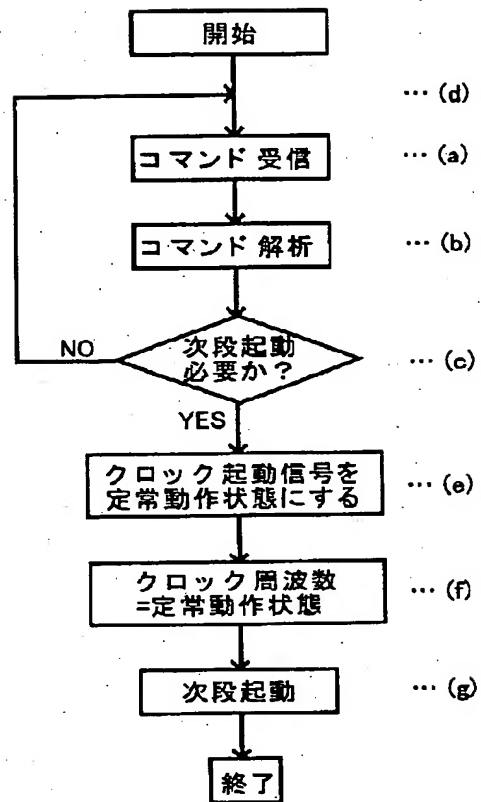 開始
… (d)
コマンド 受信
… (a)
コマンド 解析
… (b)
次段起動
必要か？
… (c)
NO
YES
クロック起動信号を
定常動作状態にする
… (e)
クロック周波数
=定常動作状態
… (f)
次段起動
… (g)
終了